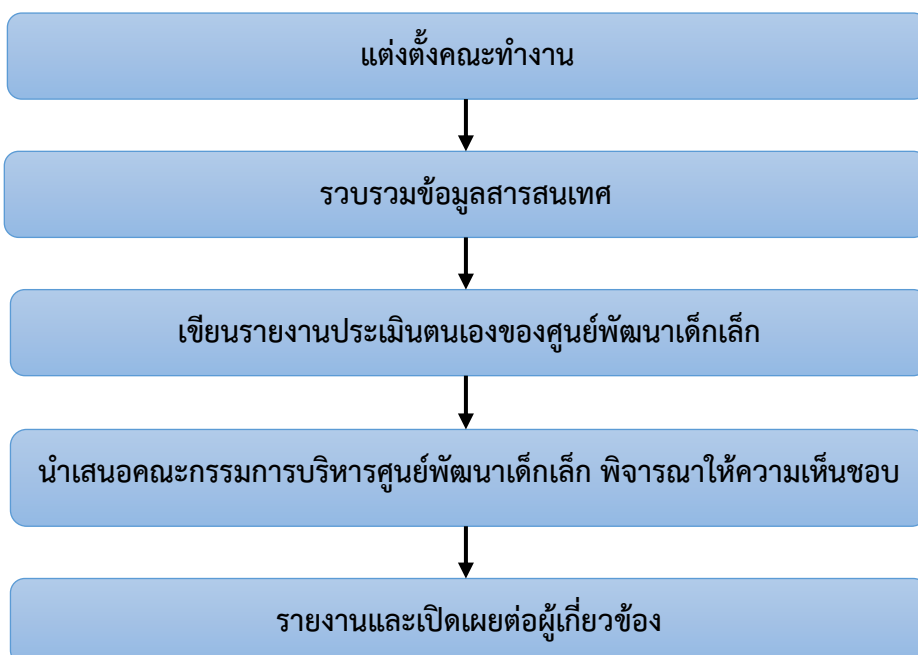 แต่งตั้งคณะทำงาน
รวบรวมข้อมูลสารสนเทศ
เขียนรายงานประเมินตนเองของศูนย์พัฒนาเด็กเล็ก
นำเสนอคณะกรรมการบริหารศูนย์พัฒนาเด็กเล็ก พิจารณาให้ความเห็นชอบ
รายงานและเปิดเผยต่อผู้เกี่ยวข้อง